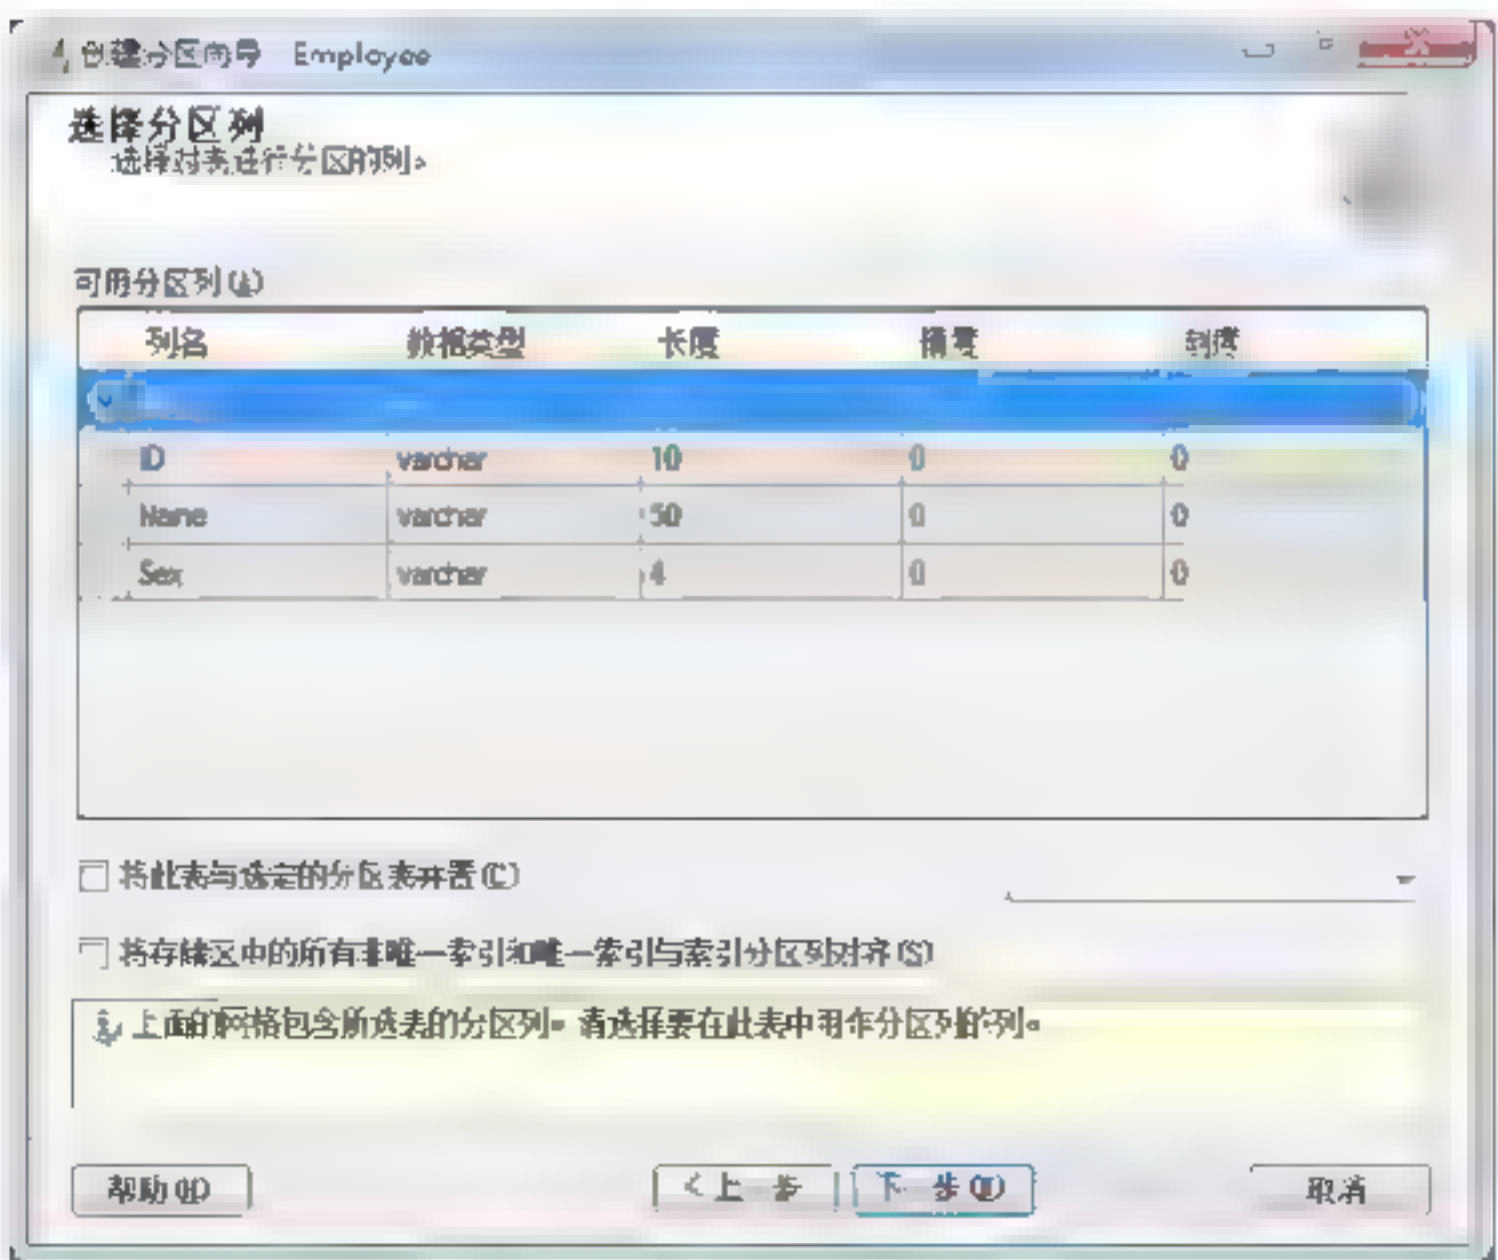 创建分区向导 Employee
选择分区列
选择对表进行分区的列。
可用分区列(A)
列名 数据类型 长度 精度 刻度
ID varchar 10 0 0
Name varchar 50 0 0
Sex varchar 4 0 0
将此表与选定的分区表并置(C)
将存储区中的所有非唯一索引和唯一索引与索引分区列对齐(S)
上面的网格包含所选表的分区列。请选择要在此表中用作分区列的列。
帮助(H) <上一步 下一步(N) 取消